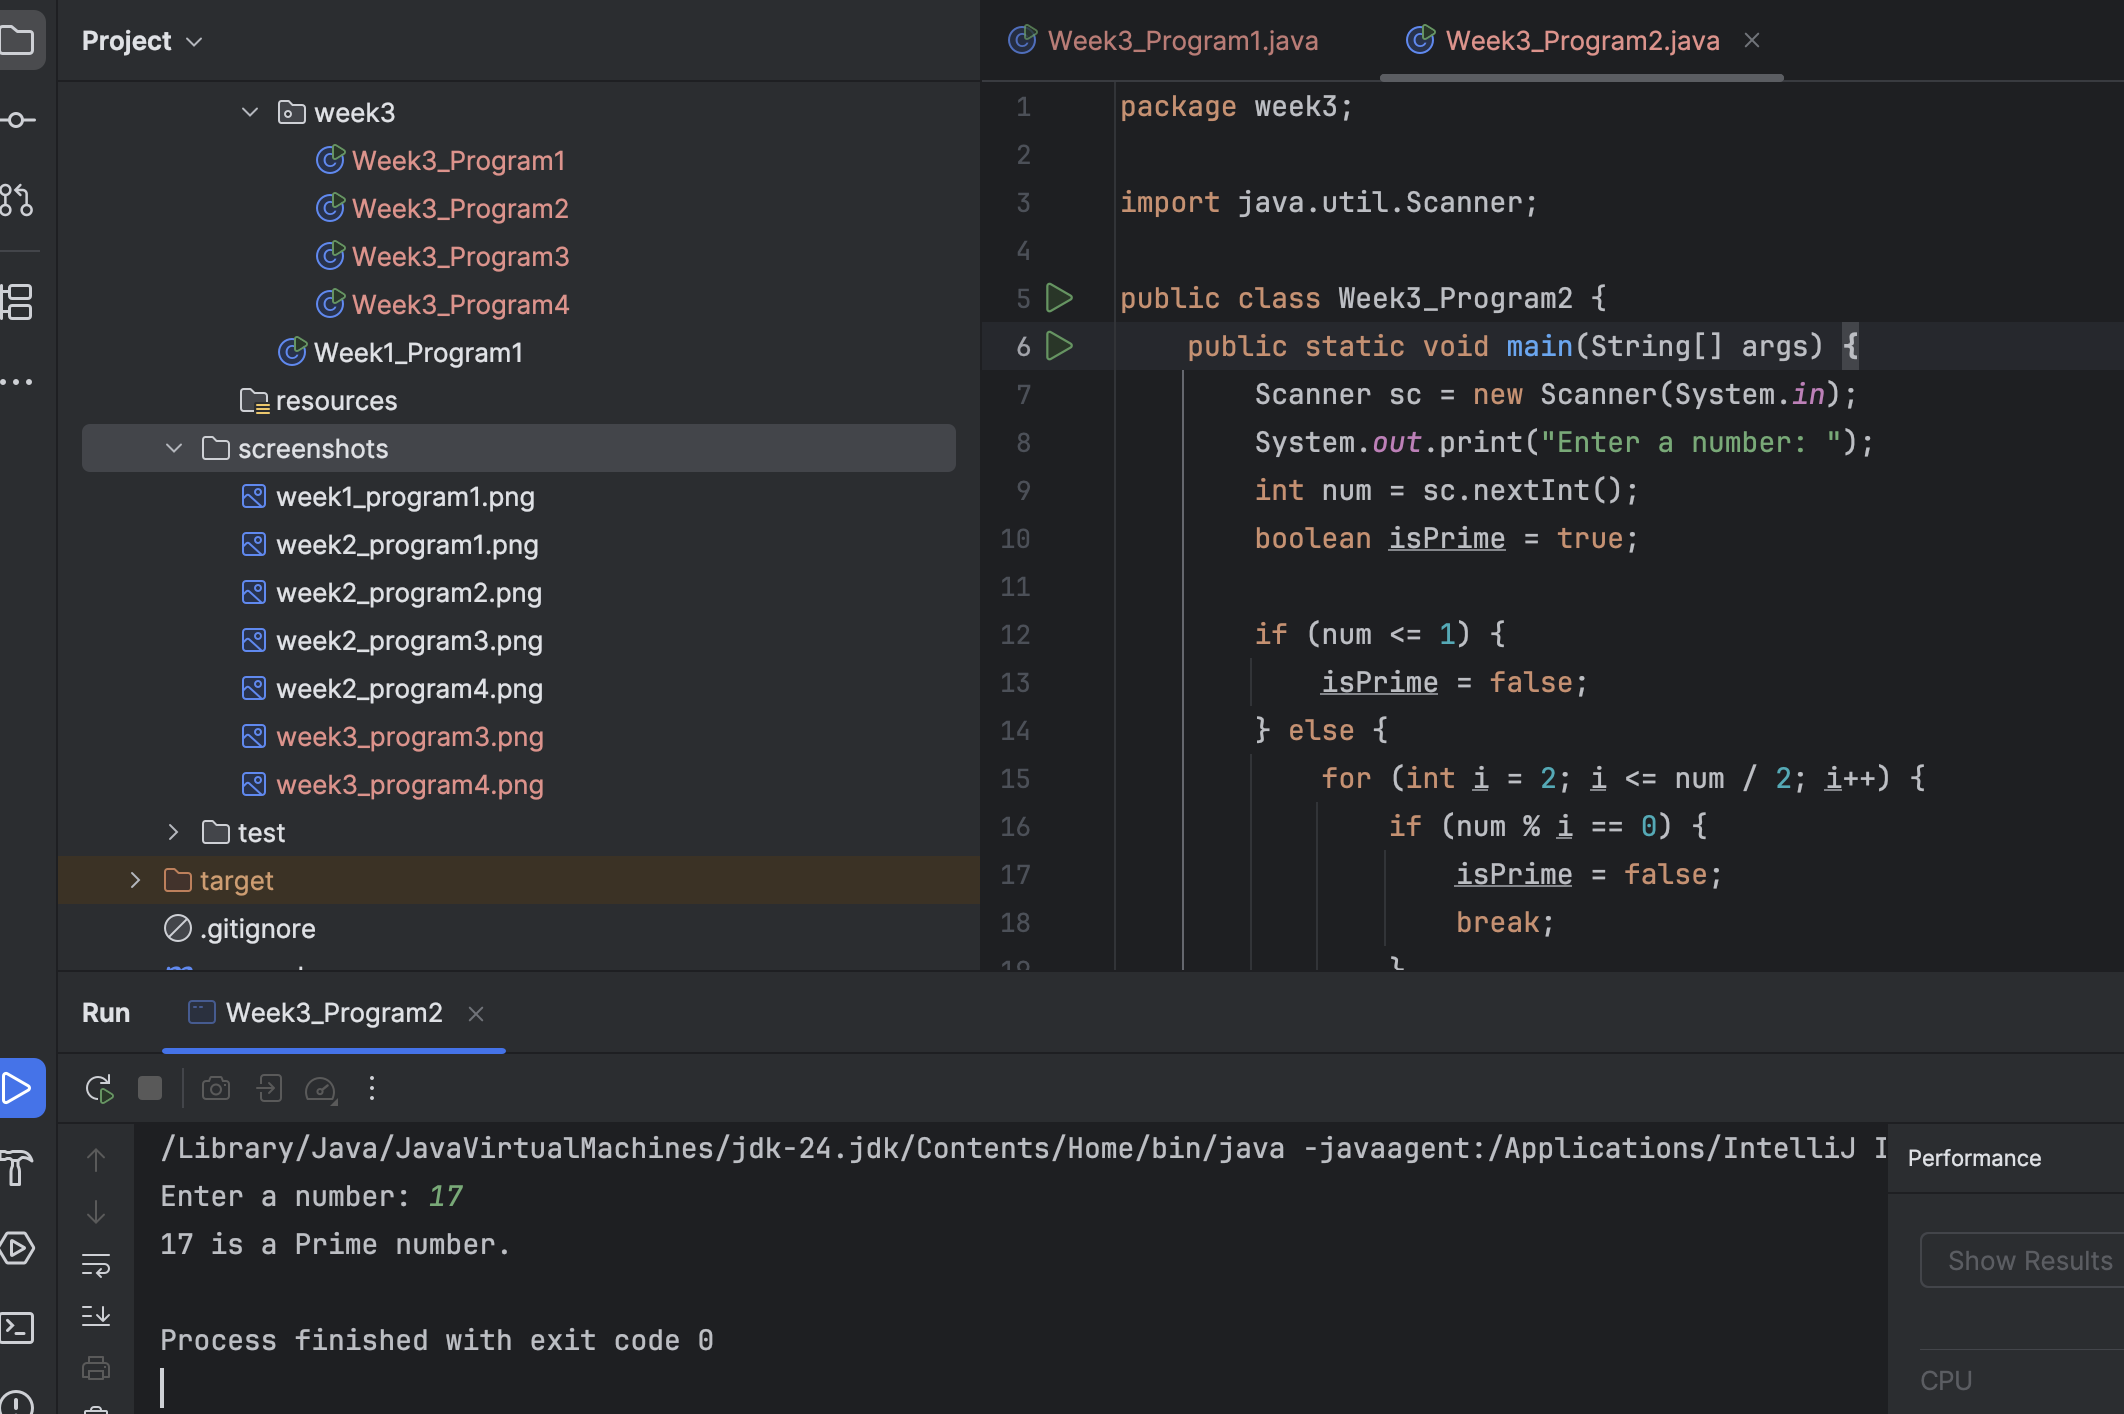 Project
week3
Week3_Program1
Week3_Program2
Week3_Program3
Week3_Program4
Week1_Program1
resources
screenshots
week1_program1.png
week2_program1.png
week2_program2.png
week2_program3.png
week2_program4.png
week3_program3.png
week3_program4.png
test
target
.gitignore
Week3_Program1.java
Week3_Program2.java
1 package week3;
2
3 import java.util.Scanner;
4
5 public class Week3_Program2 {
6 public static void main(String[] args) {
7 Scanner sc = new Scanner(System.in);
8 System.out.print("Enter a number: ");
9 int num = sc.nextInt();
10 boolean isPrime = true;
11
12 if (num <= 1) {
13 isPrime = false;
14 } else {
15 for (int i = 2; i <= num / 2; i++) {
16 if (num % i == 0) {
17 isPrime = false;
18 break;
19 }
Run
Week3_Program2
/Library/Java/JavaVirtualMachines/jdk-24.jdk/Contents/Home/bin/java -javaagent:/Applications/IntelliJ I
Enter a number: 17
17 is a Prime number.
Process finished with exit code 0
Performance
Show Results
CPU